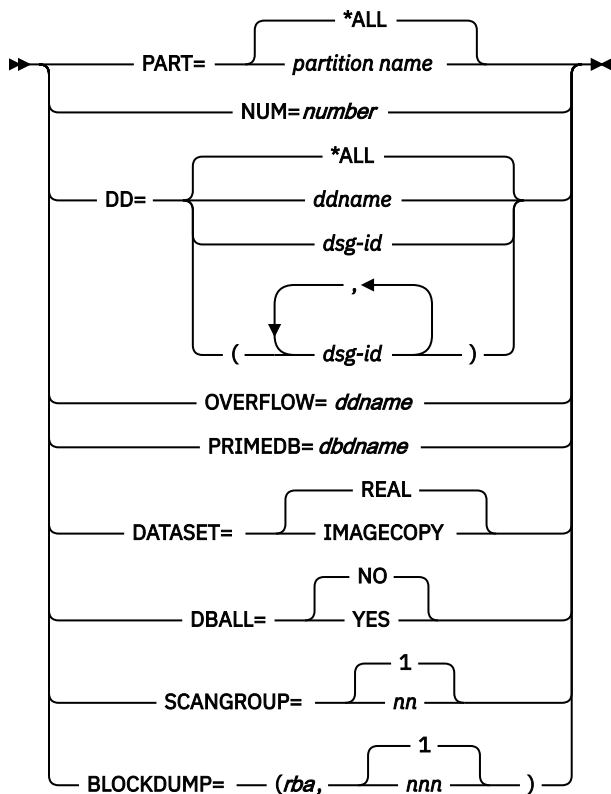 *ALL
PART= partition name
NUM=number
*ALL
DD= ddname
dsg-id
,
( dsg-id )
OVERFLOW= ddname
PRIMEDB= dbdname
REAL
DATASET= IMAGECOPY
NO
DBALL= YES
1
SCANGROUP= nn
1
BLOCKDUMP= (rba, nnn )